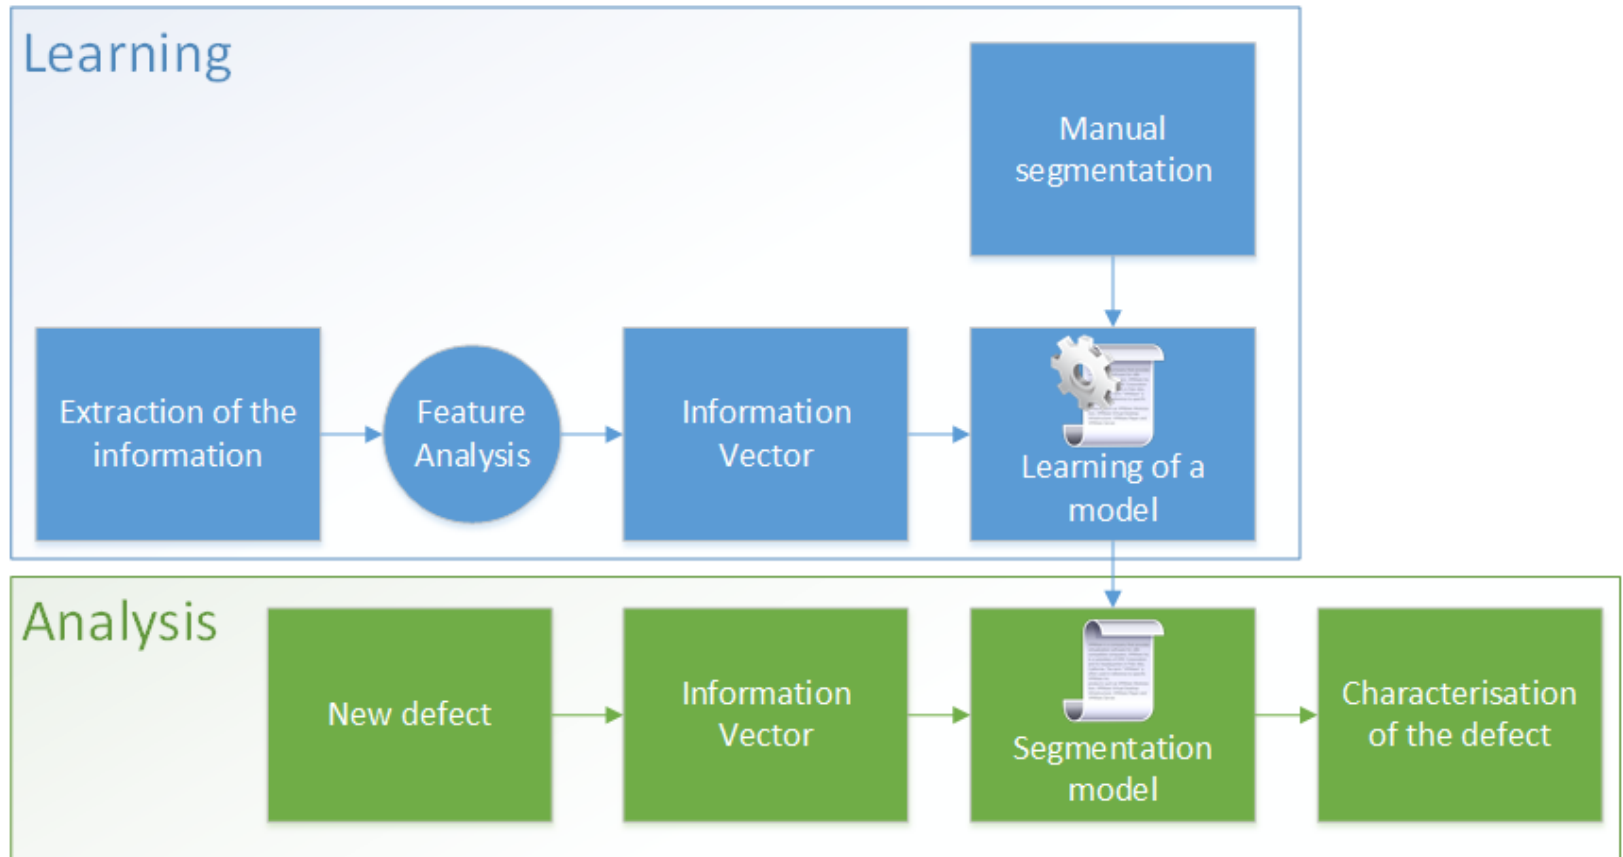 Learning
Manual
segmentation
Extraction of the
information
Feature
Analysis
Information
Vector
Learning of a
model
Analysis
New defect
Information
Vector
Segmentation
model
Characterisation
of the defect